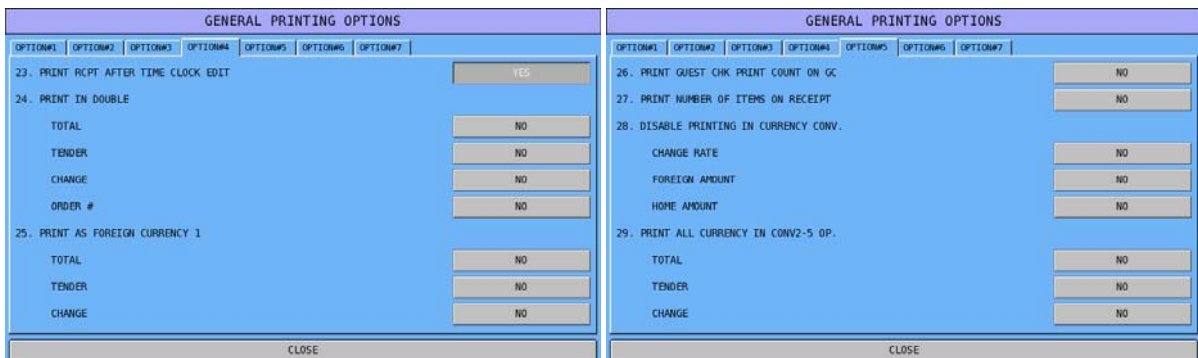 GENERAL PRINTING OPTIONS
OPTION#1 OPTION#2 OPTION#3 OPTION#4 OPTION#5 OPTION#6 OPTION#7
23. PRINT RCPT AFTER TIME CLOCK EDIT YES
24. PRINT IN DOUBLE
TOTAL NO
TENDER NO
CHANGE NO
ORDER # NO
25. PRINT AS FOREIGN CURRENCY 1
TOTAL NO
TENDER NO
CHANGE NO
CLOSE
GENERAL PRINTING OPTIONS
OPTION#1 OPTION#2 OPTION#3 OPTION#4 OPTION#5 OPTION#6 OPTION#7
26. PRINT GUEST CHK PRINT COUNT ON GC NO
27. PRINT NUMBER OF ITEMS ON RECEIPT NO
28. DISABLE PRINTING IN CURRENCY CONV.
CHANGE RATE NO
FOREIGN AMOUNT NO
HOME AMOUNT NO
29. PRINT ALL CURRENCY IN CONV2-5 OP.
TOTAL NO
TENDER NO
CHANGE NO
CLOSE